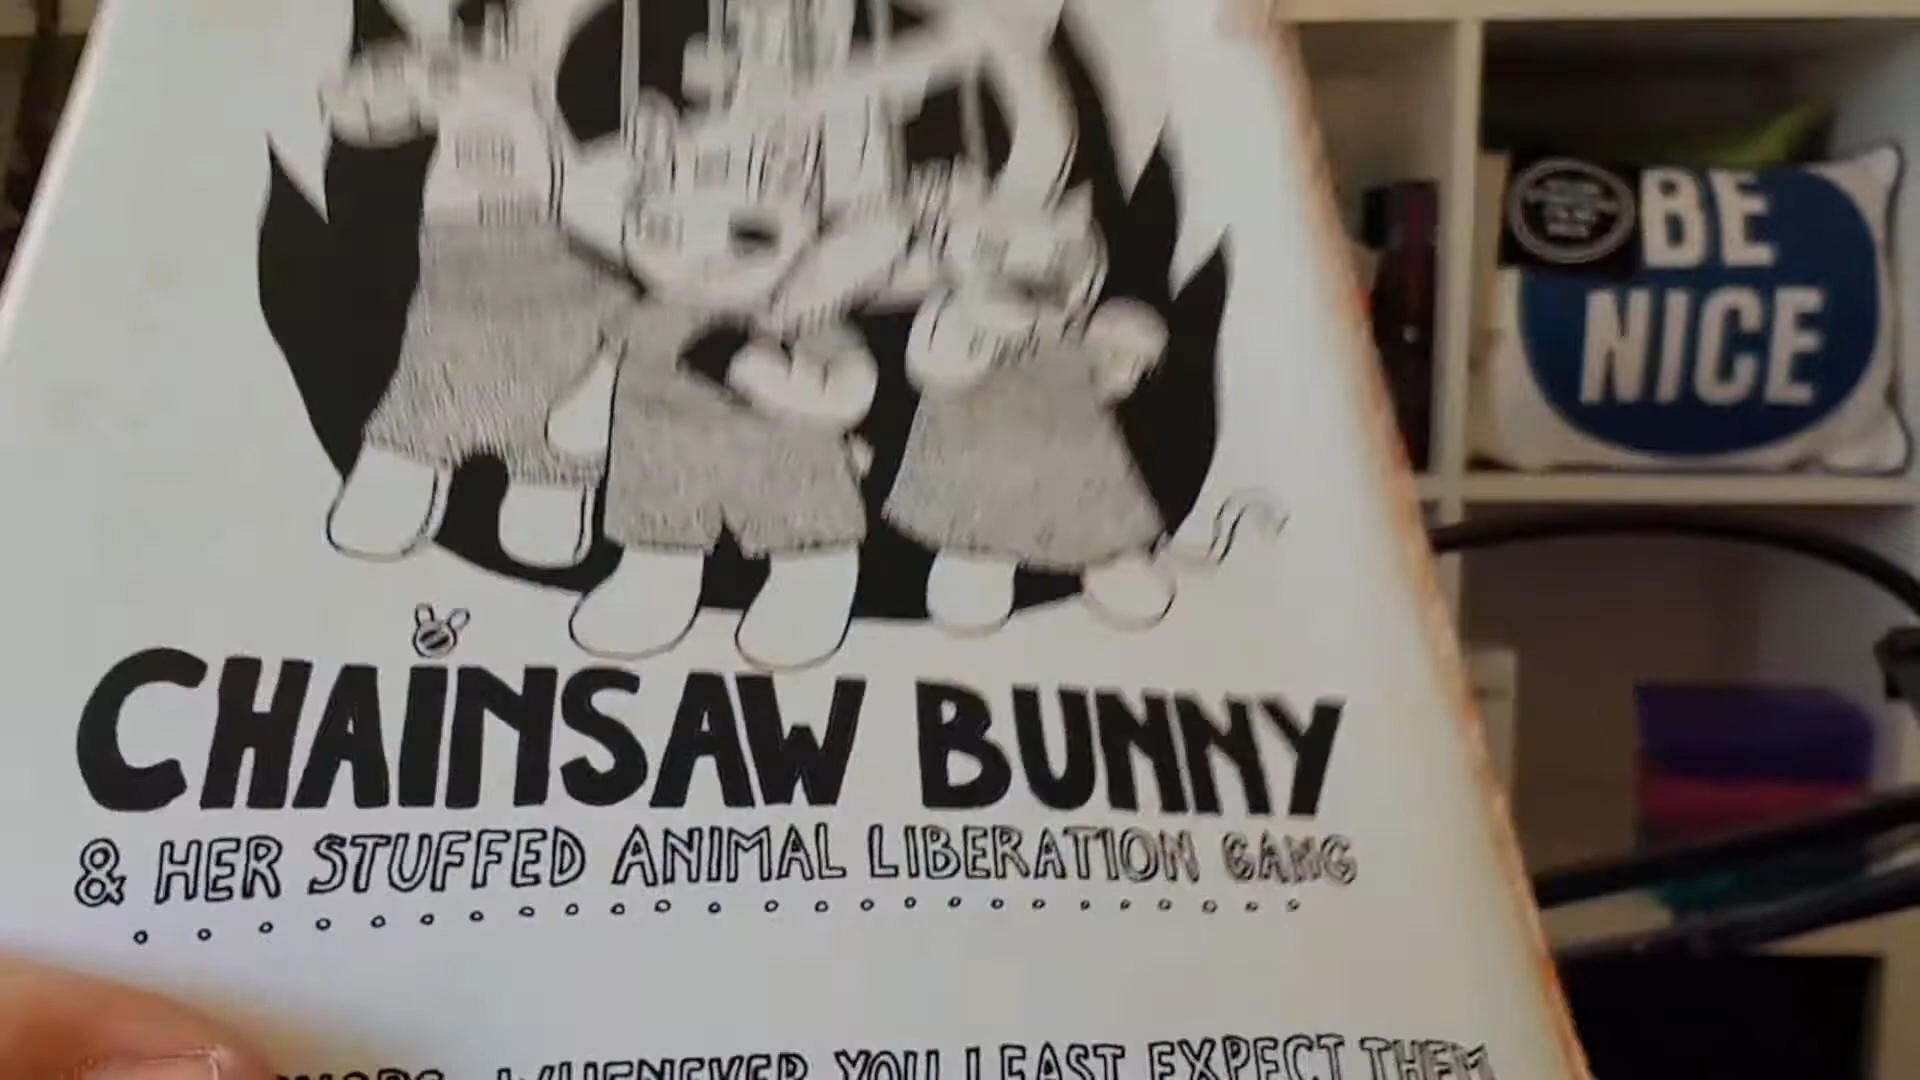 BE
NICE
CHAINSAW BUNNY
& HER STUFFED ANIMAL LIBERATION GANG
WHENEVER YOU LEAST EXPECT THEM